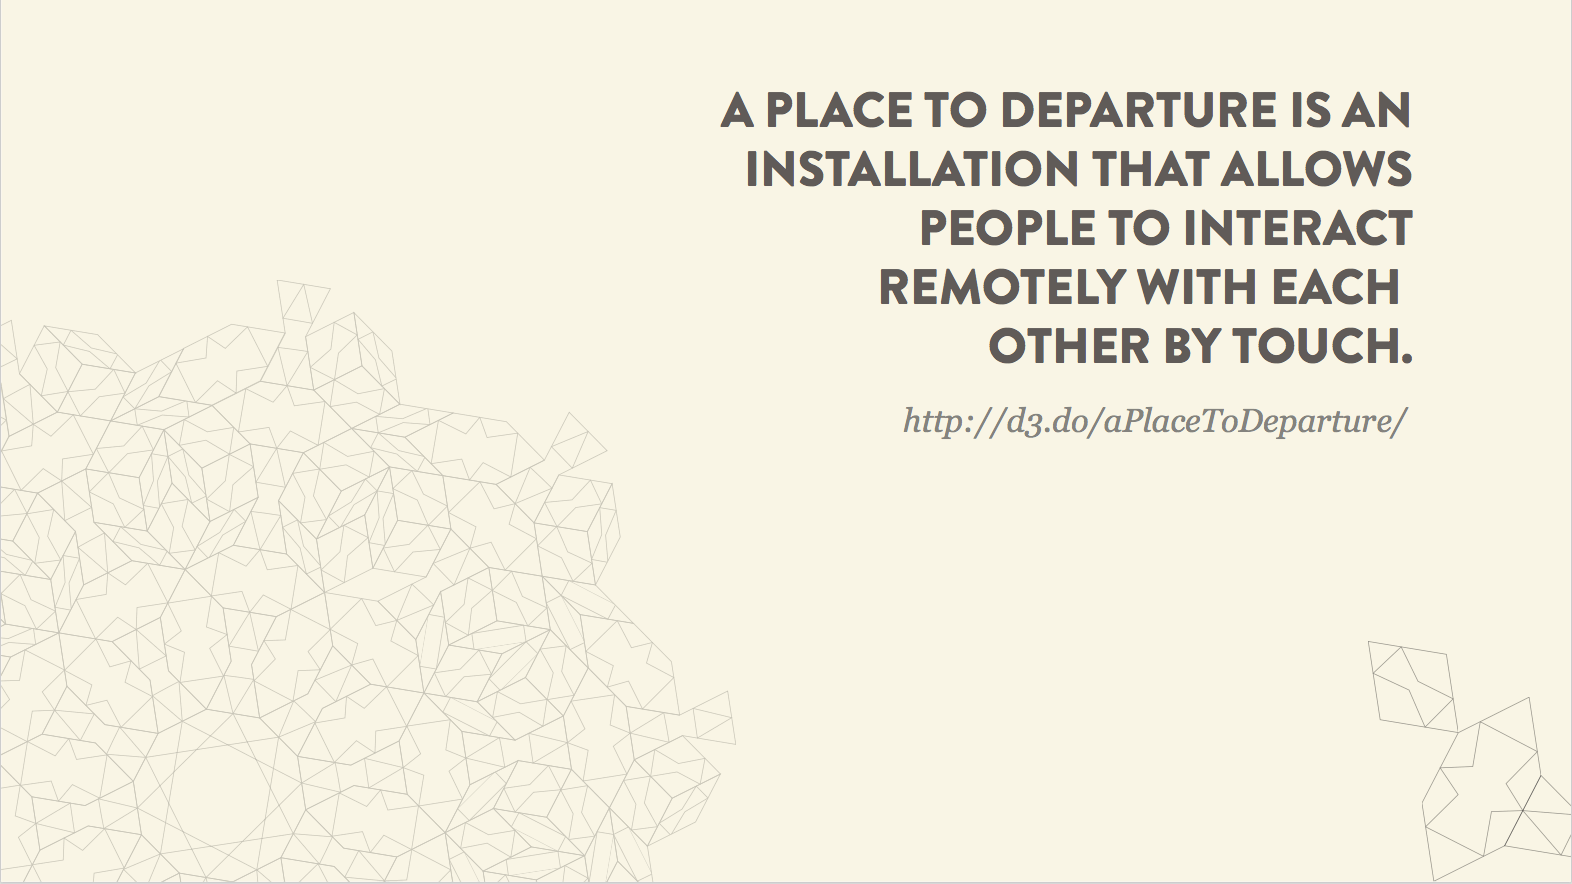 A PLACE TO DEPARTURE IS AN
INSTALLATION THAT ALLOWS
PEOPLE TO INTERACT
REMOTELY WITH EACH
OTHER BY TOUCH.
http://d3.do/aPlaceToDeparture/